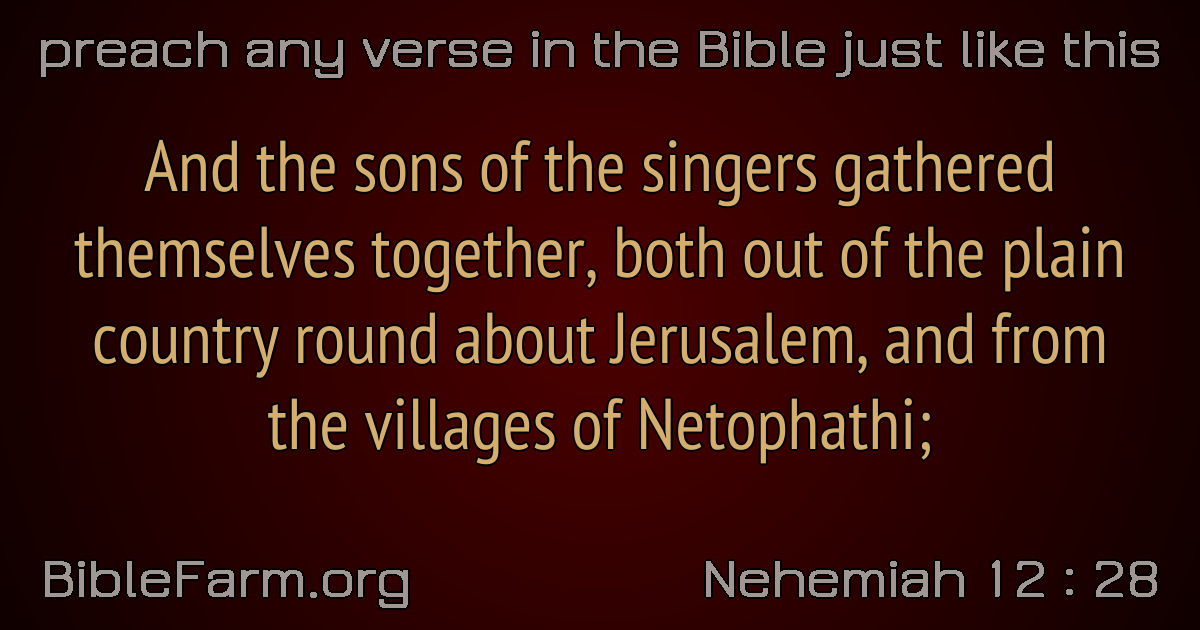 preach any verse in the Bible just like this
And the sons of the singers gathered
themselves together, both out of the plain
country round about Jerusalem, and from
the villages of Netophathi;
BibleFarm.org
Nehemiah 12 : 28